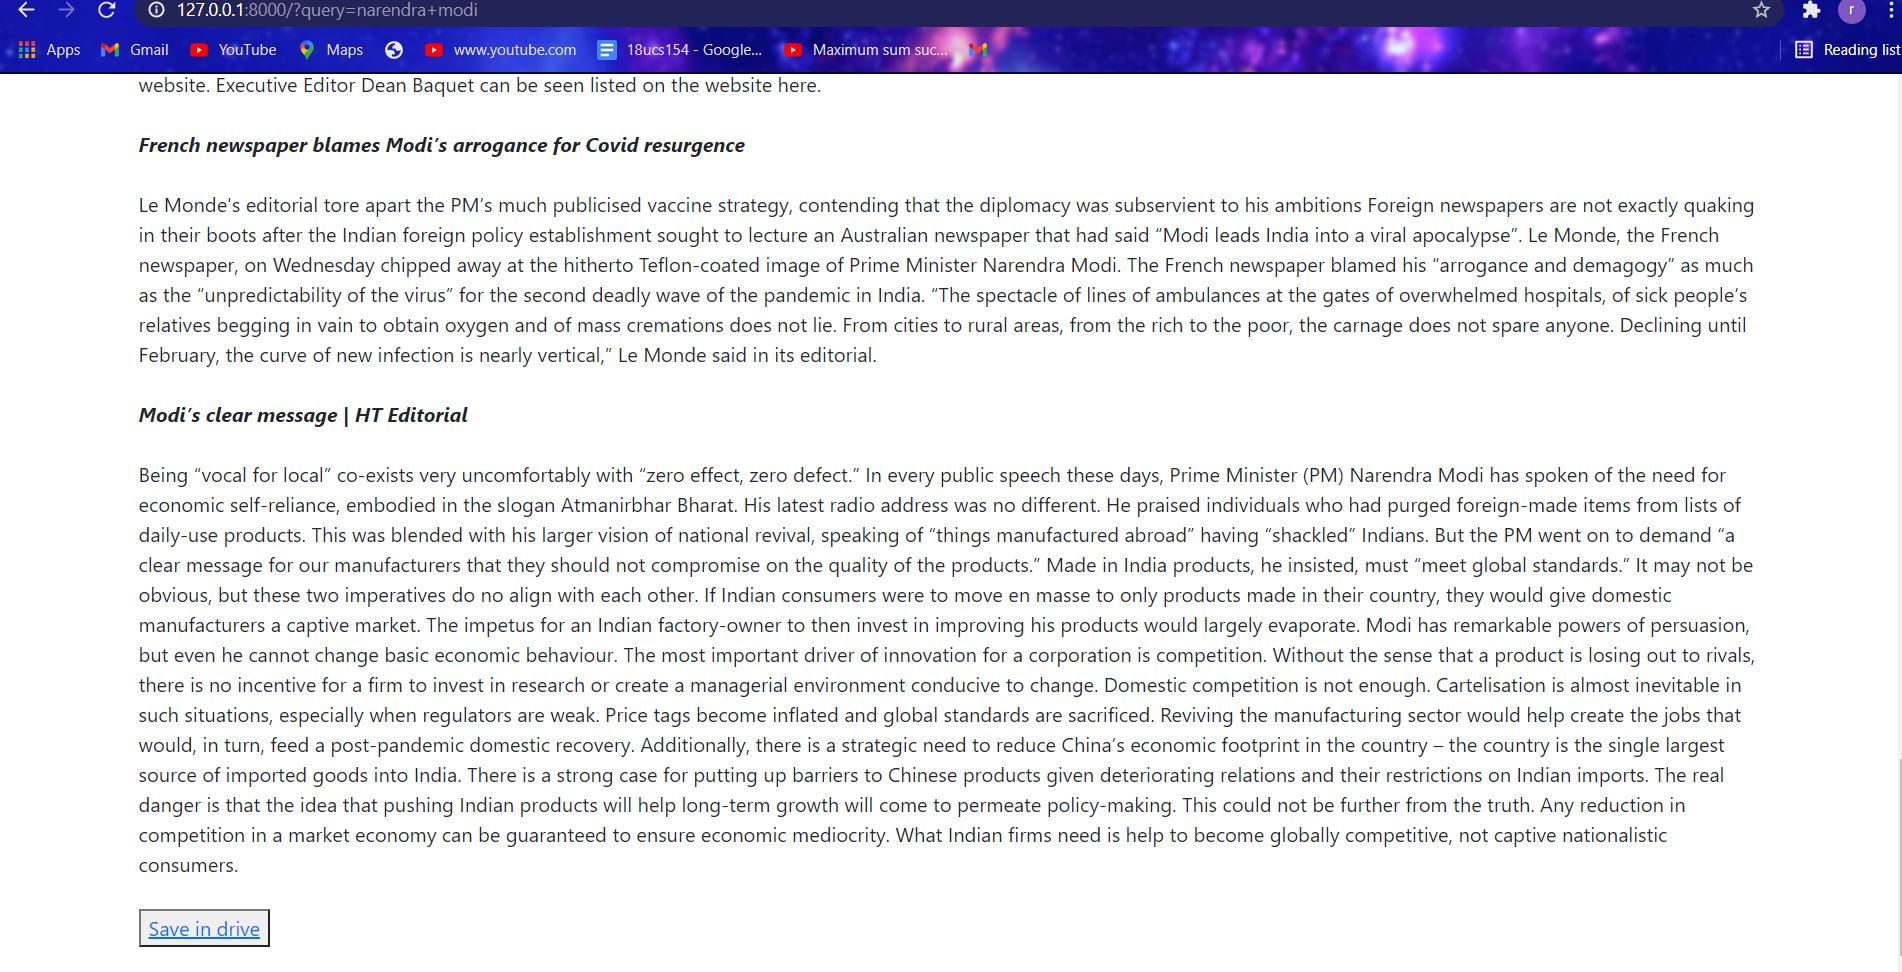 127.0.0.1:8000/?query=narendra+modi
r
Apps Gmail YouTube Maps www.youtube.com 18ucs154 - Google... Maximum sum suc... Reading list
website. Executive Editor Dean Baquet can be seen listed on the website here.
French newspaper blames Modi’s arrogance for Covid resurgence
Le Monde's editorial tore apart the PM’s much publicised vaccine strategy, contending that the diplomacy was subservient to his ambitions Foreign newspapers are not exactly quaking
in their boots after the Indian foreign policy establishment sought to lecture an Australian newspaper that had said “Modi leads India into a viral apocalypse”. Le Monde, the French
newspaper, on Wednesday chipped away at the hitherto Teflon-coated image of Prime Minister Narendra Modi. The French newspaper blamed his “arrogance and demagogy” as much
as the “unpredictability of the virus” for the second deadly wave of the pandemic in India. “The spectacle of lines of ambulances at the gates of overwhelmed hospitals, of sick people’s
relatives begging in vain to obtain oxygen and of mass cremations does not lie. From cities to rural areas, from the rich to the poor, the carnage does not spare anyone. Declining until
February, the curve of new infection is nearly vertical,” Le Monde said in its editorial.
Modi’s clear message | HT Editorial
Being “vocal for local” co-exists very uncomfortably with “zero effect, zero defect.” In every public speech these days, Prime Minister (PM) Narendra Modi has spoken of the need for
economic self-reliance, embodied in the slogan Atmanirbhar Bharat. His latest radio address was no different. He praised individuals who had purged foreign-made items from lists of
daily-use products. This was blended with his larger vision of national revival, speaking of “things manufactured abroad” having “shackled” Indians. But the PM went on to demand “a
clear message for our manufacturers that they should not compromise on the quality of the products.” Made in India products, he insisted, must “meet global standards.” It may not be
obvious, but these two imperatives do no align with each other. If Indian consumers were to move en masse to only products made in their country, they would give domestic
manufacturers a captive market. The impetus for an Indian factory-owner to then invest in improving his products would largely evaporate. Modi has remarkable powers of persuasion,
but even he cannot change basic economic behaviour. The most important driver of innovation for a corporation is competition. Without the sense that a product is losing out to rivals,
there is no incentive for a firm to invest in research or create a managerial environment conducive to change. Domestic competition is not enough. Cartelisation is almost inevitable in
such situations, especially when regulators are weak. Price tags become inflated and global standards are sacrificed. Reviving the manufacturing sector would help create the jobs that
would, in turn, feed a post-pandemic domestic recovery. Additionally, there is a strategic need to reduce China’s economic footprint in the country – the country is the single largest
source of imported goods into India. There is a strong case for putting up barriers to Chinese products given deteriorating relations and their restrictions on Indian imports. The real
danger is that the idea that pushing Indian products will help long-term growth will come to permeate policy-making. This could not be further from the truth. Any reduction in
competition in a market economy can be guaranteed to ensure economic mediocrity. What Indian firms need is help to become globally competitive, not captive nationalistic
consumers.
Save in drive